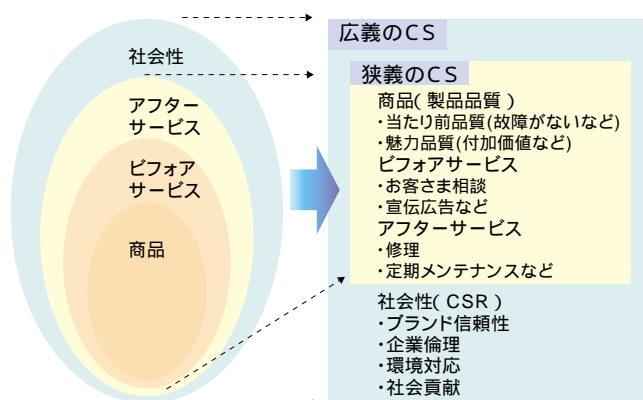 社会性
アフター
サービス
ビフォア
サービス
商品
広義のCS
狭義のCS
商品(製品品質)
・当たり前品質(故障がないなど)
・魅力品質(付加価値など)
ビフォアサービス
・お客さま相談
・宣伝広告など
アフターサービス
・修理
・定期メンテナンスなど
社会性(CSR)
・ブランド信頼性
・企業倫理
・環境対応
・社会貢献